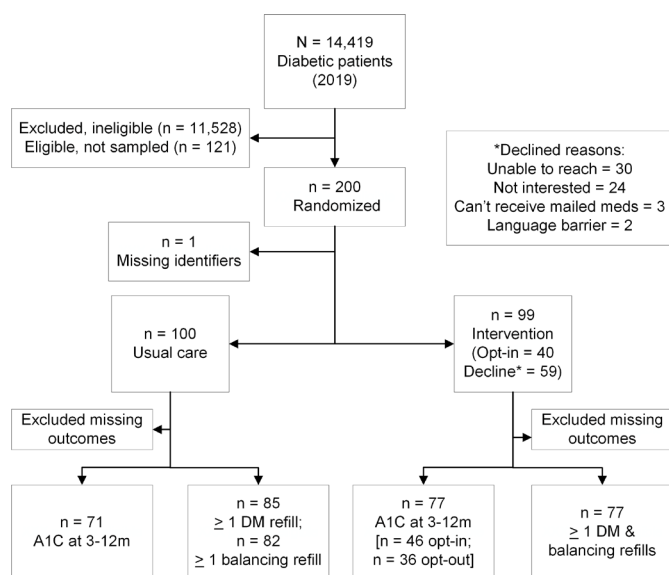 N = 14,419
Diabetic patients
(2019)
Excluded, ineligible (n = 11,528)
Eligible, not sampled (n = 121)
*Declined reasons:
Unable to reach = 30
Not interested = 24
Can't receive mailed meds = 3
Language barrier = 2
n = 200
Randomized
n = 1
Missing identifiers
n = 100
Usual care
n = 99
Intervention
(Opt-in = 40
Decline* = 59)
Excluded missing
outcomes
Excluded missing
outcomes
n = 71
A1C at 3-12m
n = 85
≥ 1 DM refill;
n = 82
≥ 1 balancing refill
n = 77
A1C at 3-12m
[n = 46 opt-in;
n = 36 opt-out]
n = 77
≥ 1 DM &
balancing refills